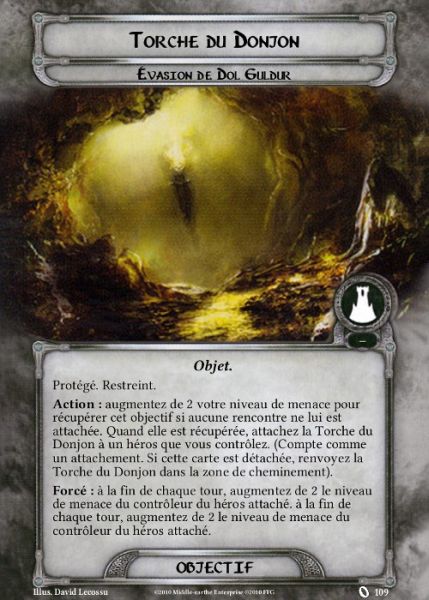 Torche du Donjon
Évasion de Dol Guldur
Objet.
Protégé. Restreint.
Action : augmentez de 2 votre niveau de menace pour
récupérer cet objectif si aucune rencontre ne lui est
attachée. Quand elle est récupérée, attachez la Torche du
Donjon à un héros que vous contrôlez. (Compte comme
un attachement. Si cette carte est détachée, renvoyez la
Torche du Donjon dans la zone de cheminement).
Forcé : à la fin de chaque tour, augmentez de 2 le niveau
de menace du contrôleur du héros attaché. à la fin de
chaque tour, augmentez de 2 le niveau de menace du
contrôleur du héros attaché.
OBJECTIF
Illus. David Lecossu ©2010 Middle-earthe Enterprise ©2010 FFG 109